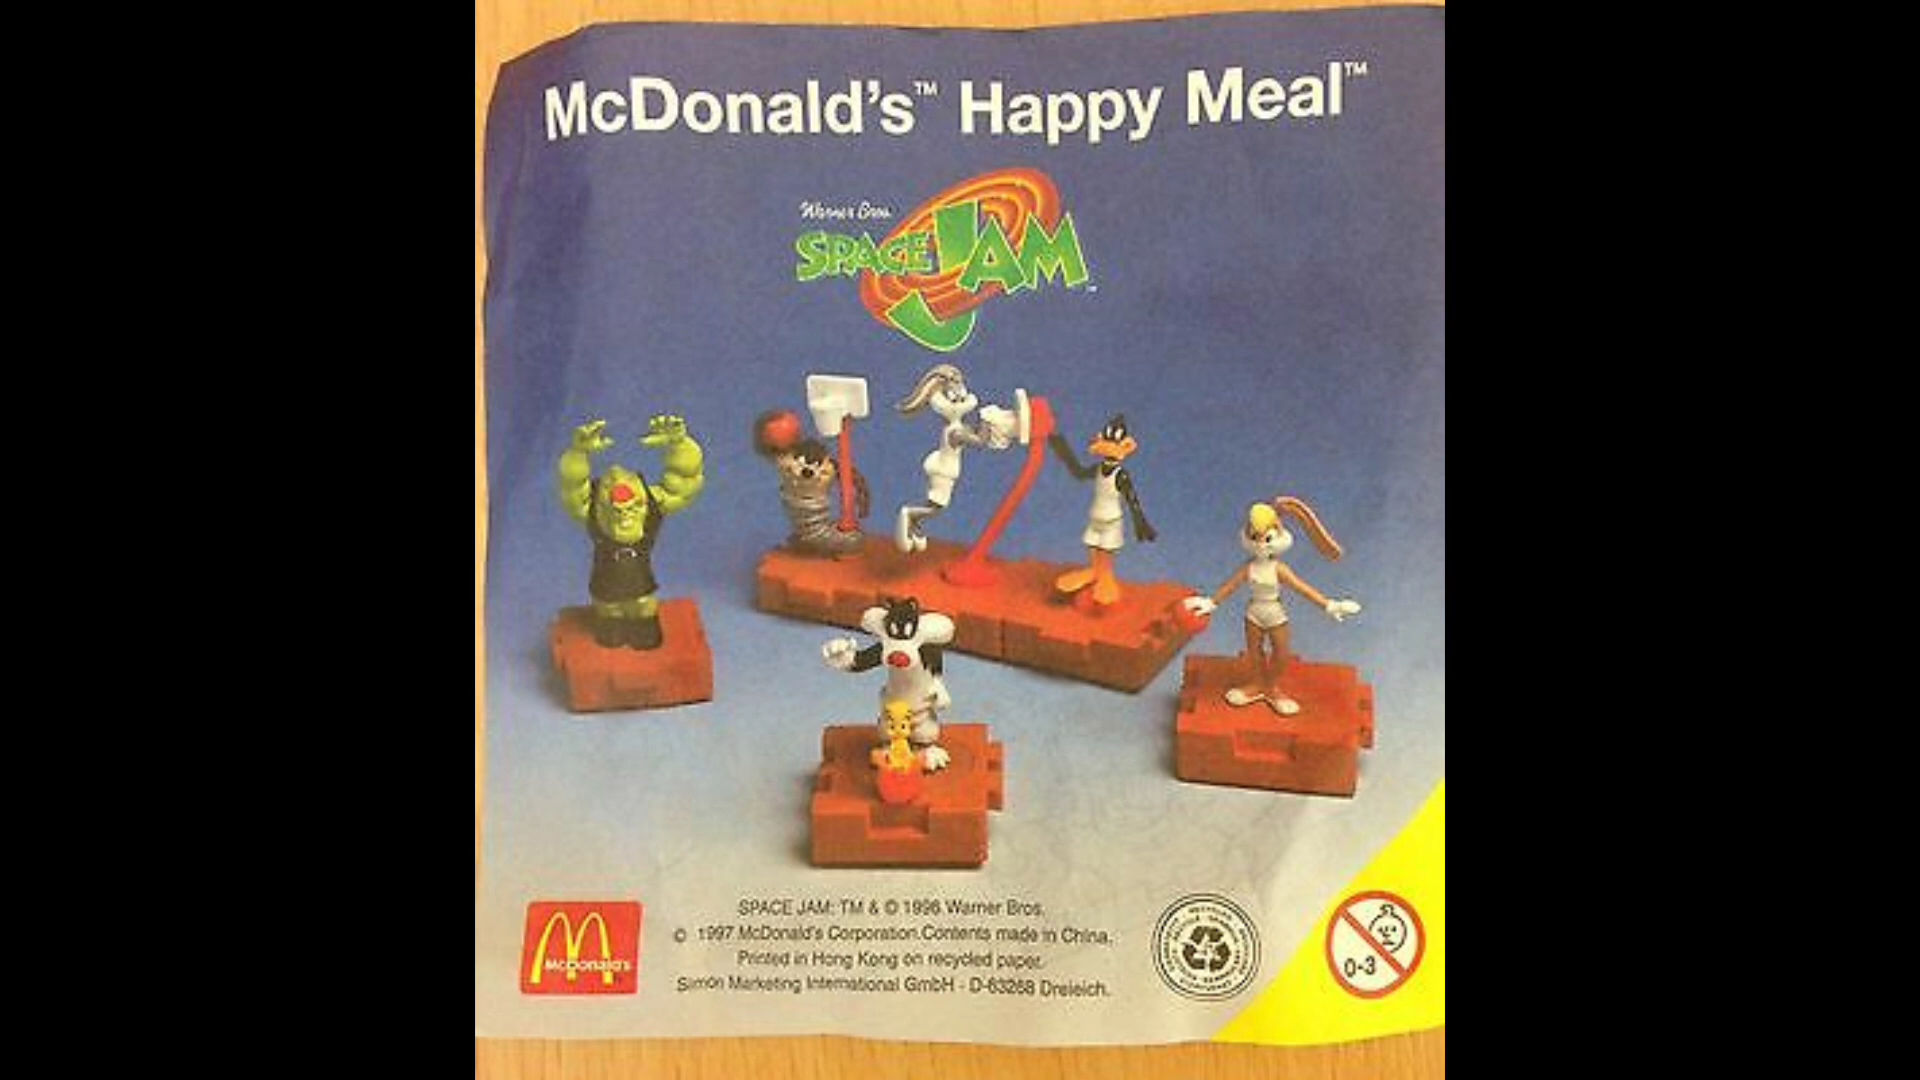 McDonald's™ Happy Meal™
Warner Bros.
SPACE JAM™
SPACE JAM: TM & © 1996 Warner Bros.
© 1997 McDonald's Corporation.Contents made in China.
Printed in Hong Kong on recycled paper.
Simon Marketing International GmbH - D-63268 Dreieich.
McDonald's
0-3